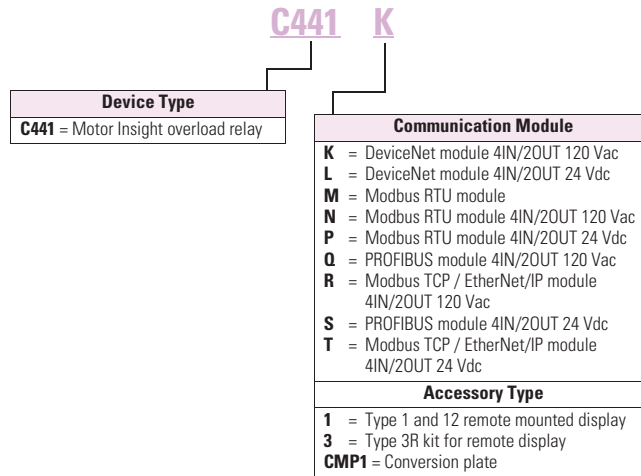 C441 K
Device Type
C441 = Motor Insight overload relay
Communication Module
K = DeviceNet module 4IN/2OUT 120 Vac
L = DeviceNet module 4IN/2OUT 24 Vdc
M = Modbus RTU module
N = Modbus RTU module 4IN/2OUT 120 Vac
P = Modbus RTU module 4IN/2OUT 24 Vdc
Q = PROFIBUS module 4IN/2OUT 120 Vac
R = Modbus TCP / EtherNet/IP module
4IN/2OUT 120 Vac
S = PROFIBUS module 4IN/2OUT 24 Vdc
T = Modbus TCP / EtherNet/IP module
4IN/2OUT 24 Vdc
Accessory Type
1 = Type 1 and 12 remote mounted display
3 = Type 3R kit for remote display
CMP1 = Conversion plate